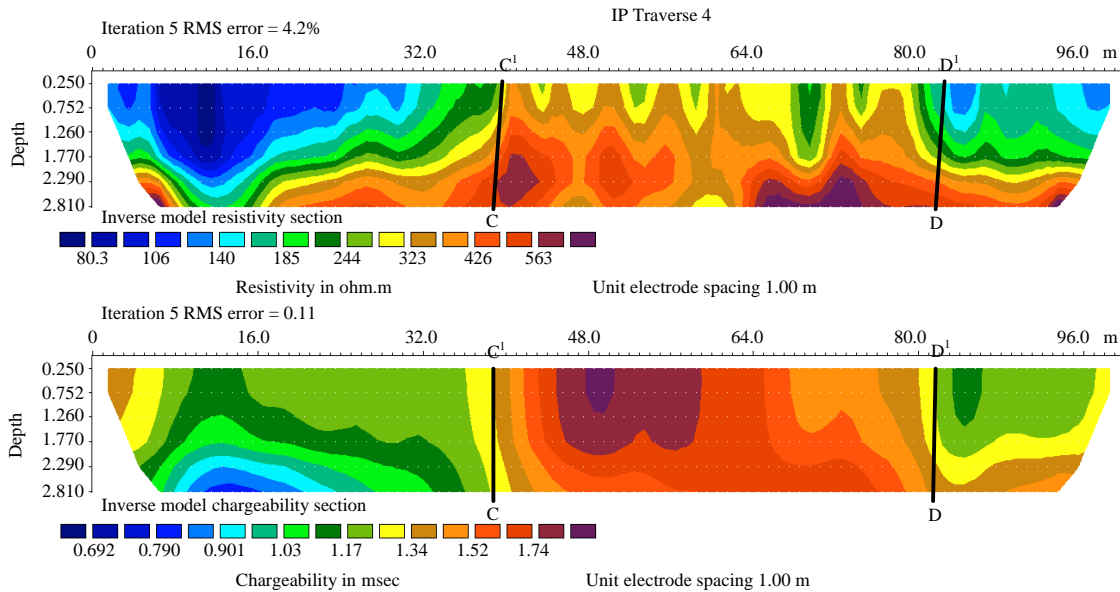 IP Traverse 4
Iteration 5 RMS error = 4.2%
0 16.0 32.0 48.0 64.0 80.0 96.0 m
C¹ D¹
Depth
0.250
0.752
1.260
1.770
2.290
2.810
C D
Inverse model resistivity section
80.3 106 140 185 244 323 426 563
Resistivity in ohm.m Unit electrode spacing 1.00 m
Iteration 5 RMS error = 0.11
0 16.0 32.0 48.0 64.0 80.0 96.0 m
C¹ D¹
Depth
0.250
0.752
1.260
1.770
2.290
2.810
C D
Inverse model chargeability section
0.692 0.790 0.901 1.03 1.17 1.34 1.52 1.74
Chargeability in msec Unit electrode spacing 1.00 m